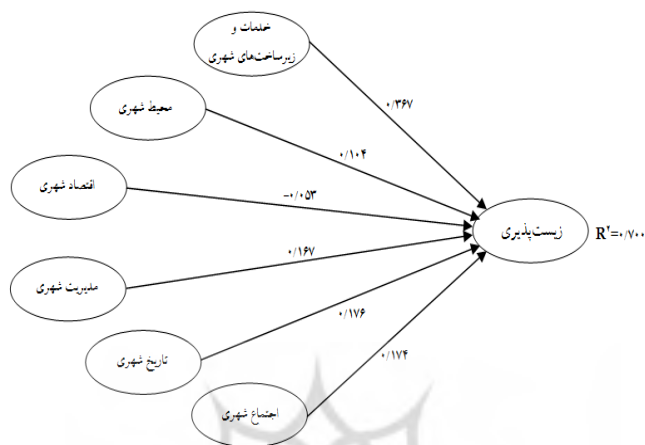 خدمات و
زیرساخت‌های شهری
۰/۳۶۷
محیط شهری
۰/۱۰۴
اقتصاد شهری
−۰/۰۵۳
زیست‌پذیری
R²=۰/۷۰۰
مدیریت شهری
۰/۱۶۷
تاریخ شهری
۰/۱۷۶
اجتماع شهری
۰/۱۷۴